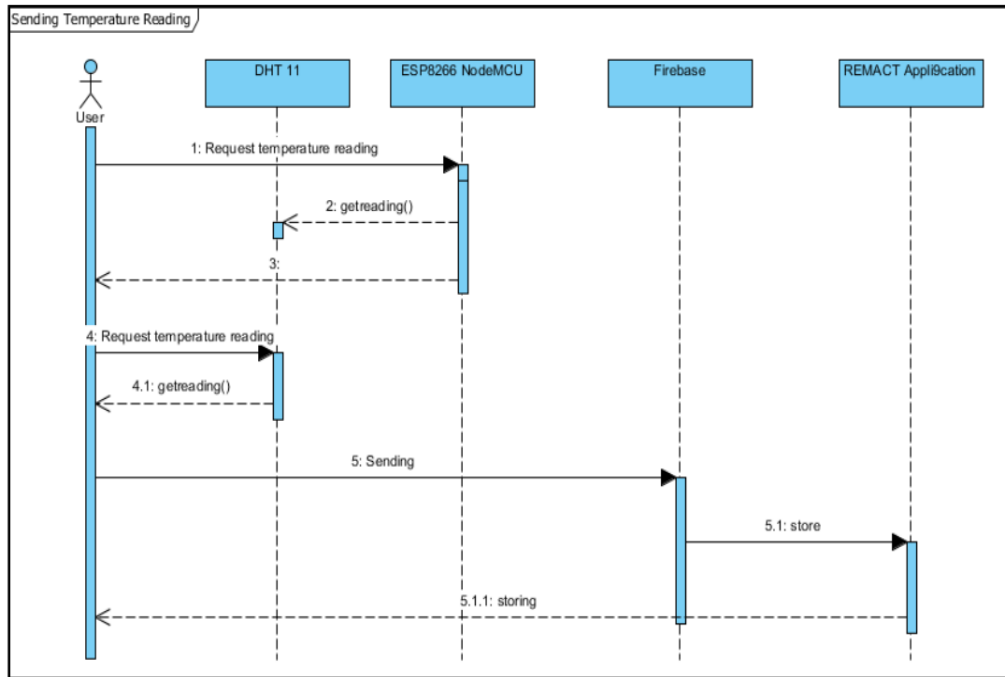 Sending Temperature Reading
DHT 11
ESP8266 NodeMCU
Firebase
REMACT Appli9cation
User
1: Request temperature reading
2: getreading()
3:
4: Request temperature reading
4.1: getreading()
5: Sending
5.1: store
5.1.1: storing